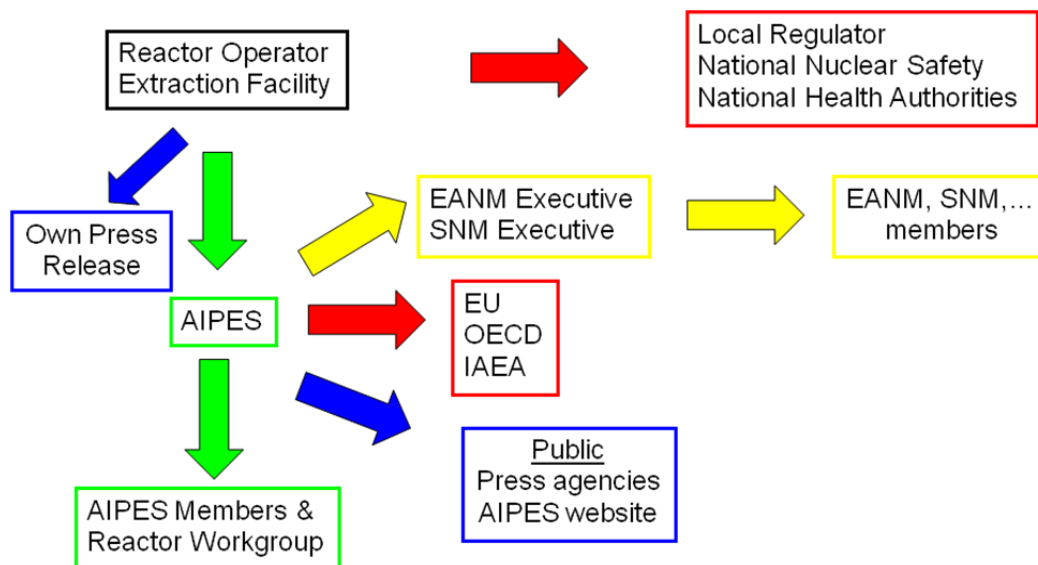 Reactor Operator
Extraction Facility
Local Regulator
National Nuclear Safety
National Health Authorities
Own Press
Release
EANM Executive
SNM Executive
EANM, SNM,…
members
AIPES
EU
OECD
IAEA
Public
Press agencies
AIPES website
AIPES Members &
Reactor Workgroup